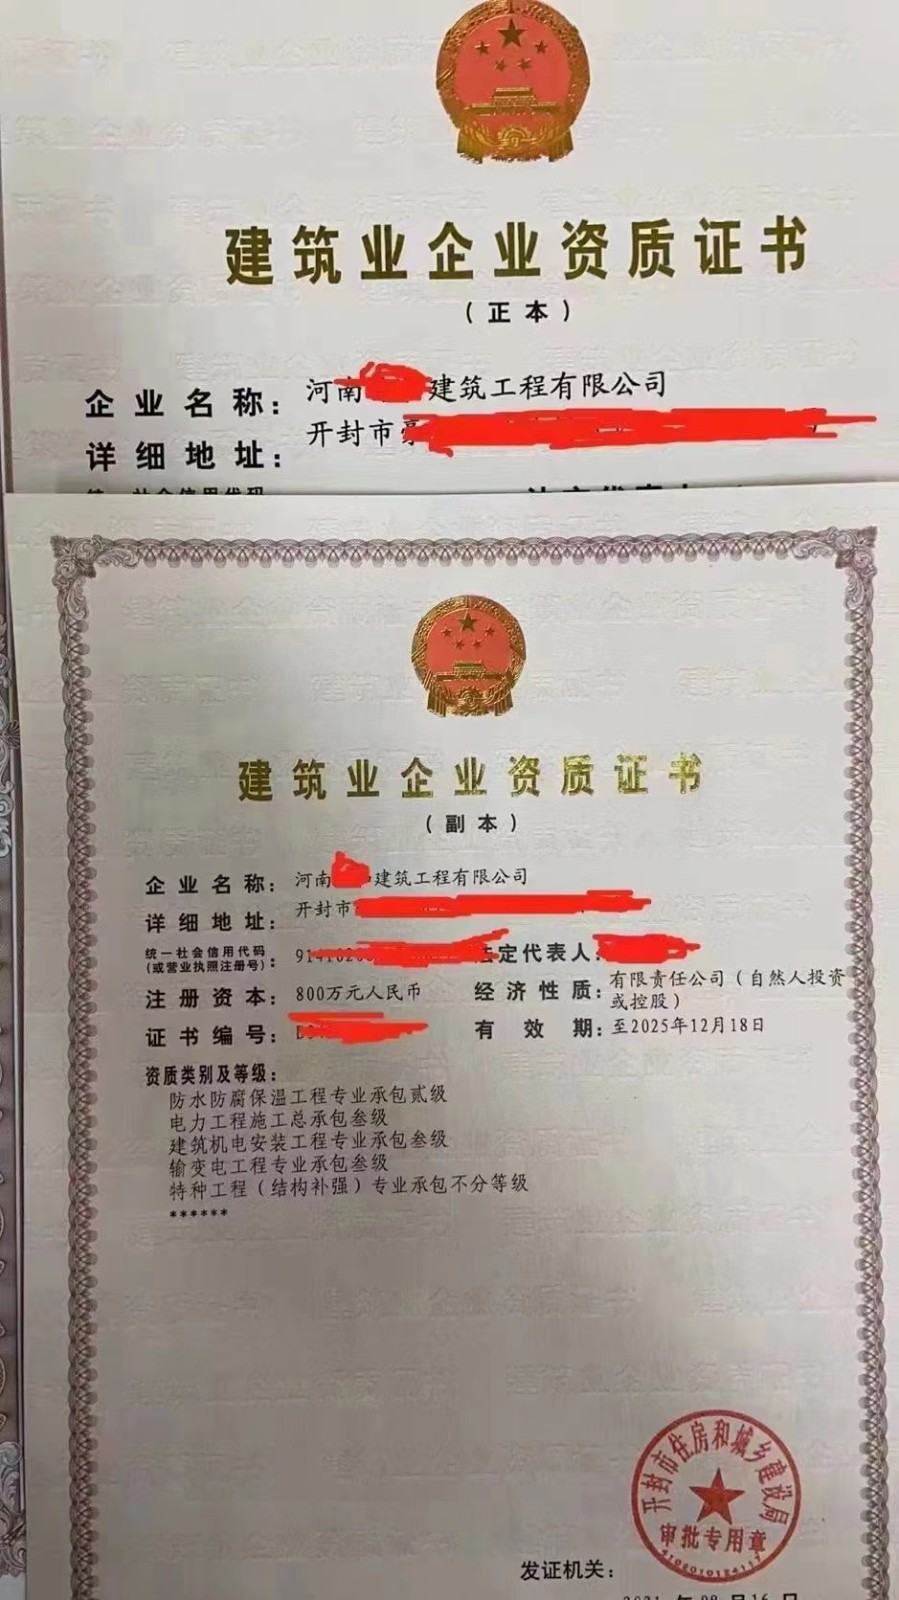 建筑业企业资质证书
（正本）
企业名称：河南 建筑工程有限公司
详细地址：开封市
建筑业企业资质证书
（副本）
企业名称：河南 建筑工程有限公司
详细地址：开封市
统一社会信用代码
(或营业执照注册号)：
法定代表人：
注册资本：800万元人民币
经济性质：有限责任公司（自然人投资
或控股）
证书编号：
有效期：至2025年12月18日
资质类别及等级：
防水防腐保温工程专业承包贰级
电力工程施工总承包叁级
建筑机电安装工程专业承包叁级
输变电工程专业承包叁级
特种工程（结构补强）专业承包不分等级
******
开封市住房和城乡建设局
审批专用章
发证机关：